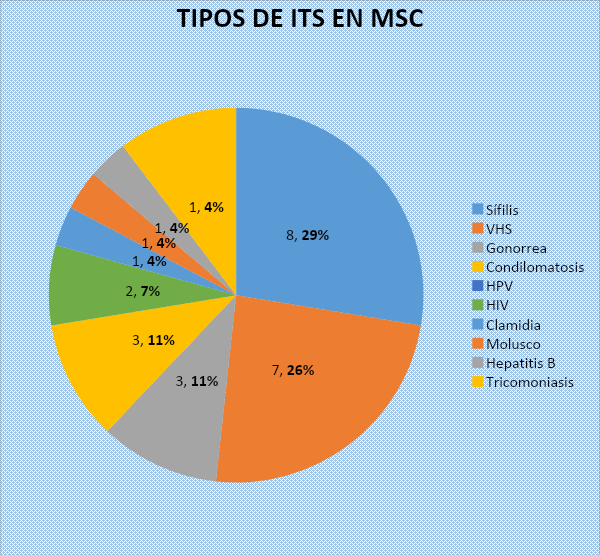 TIPOS DE ITS EN MSC
1, 4%
8, 29%
1, 4%
1, 4%
1, 4%
2, 7%
3, 11%
7, 26%
3, 11%
Sífilis
VHS
Gonorrea
Condilomatosis
HPV
HIV
Clamidia
Molusco
Hepatitis B
Tricomoniasis